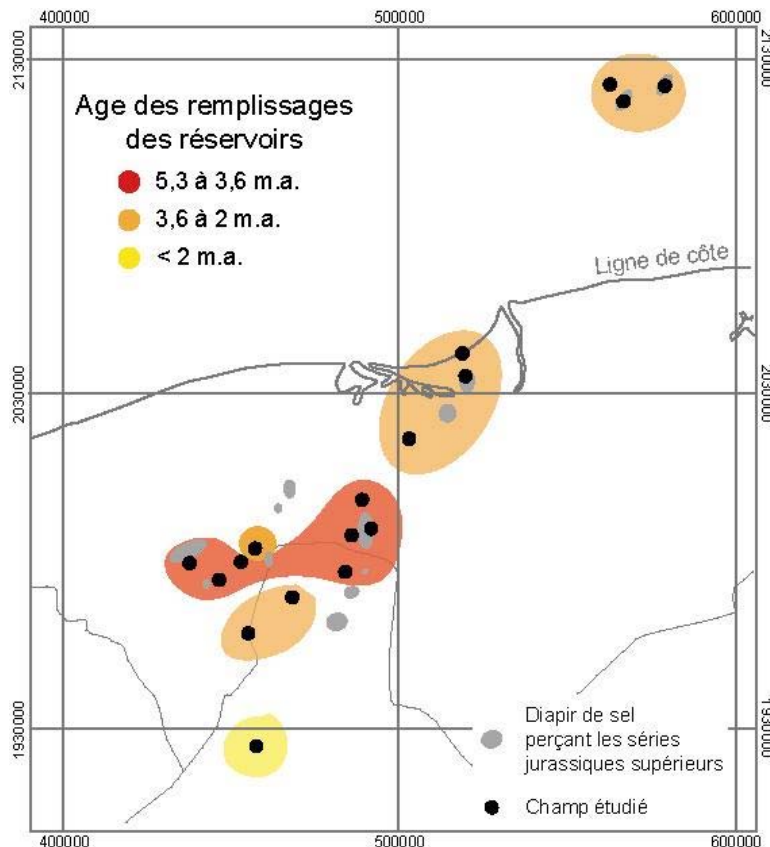 400000 500000 600000
2130000 2130000
Age des remplissages
des réservoirs
5,3 à 3,6 m.a.
3,6 à 2 m.a.
< 2 m.a.
Ligne de côte
2030000 2030000
1930000 1930000
Diapir de sel
perçant les séries
jurassiques supérieurs
Champ étudié
400000 500000 600000